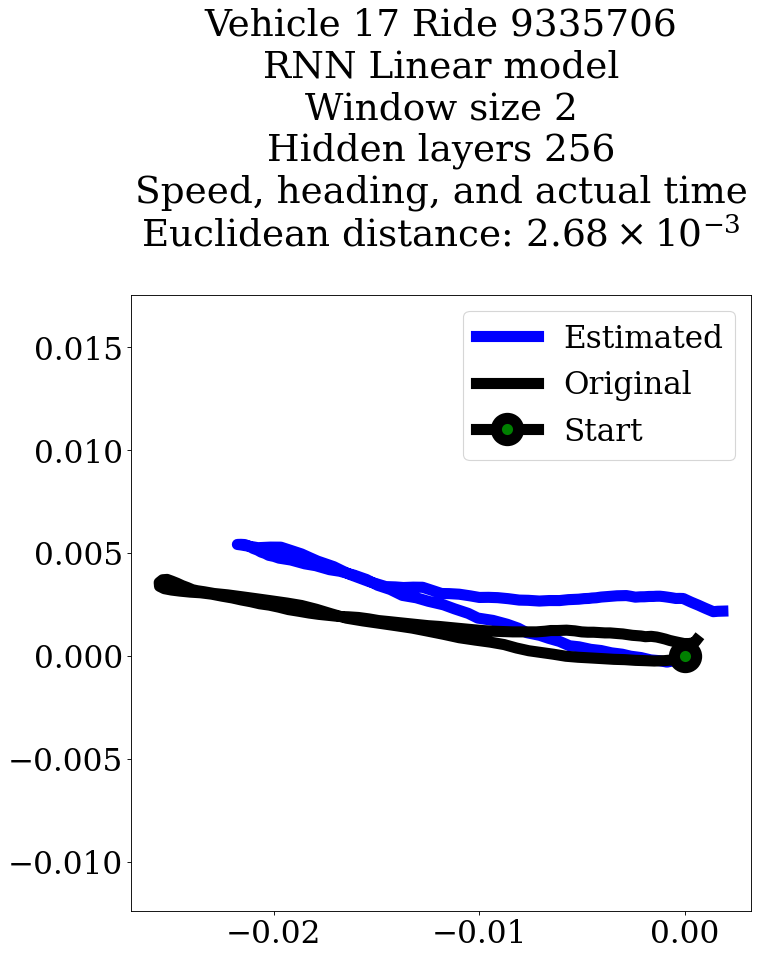 Vehicle 17 Ride 9335706
RNN Linear model
Window size 2
Hidden layers 256
Speed, heading, and actual time
Euclidean distance: 2.68 × 10⁻³
Estimated
Original
Start
0.015
0.010
0.005
0.000
−0.005
−0.010
−0.02
−0.01
0.00